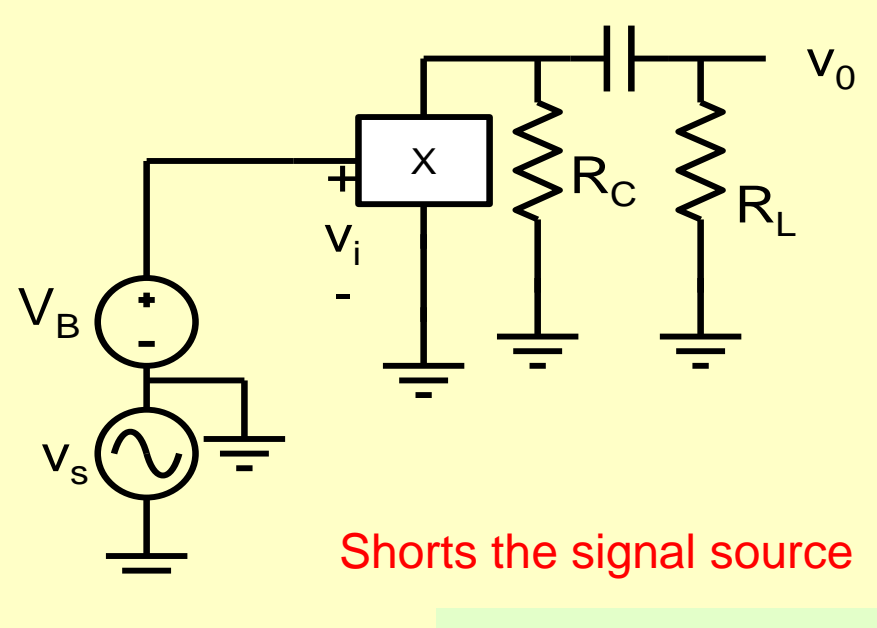 v0
X
RC
RL
+
vi
-
VB
+
-
vs
Shorts the signal source